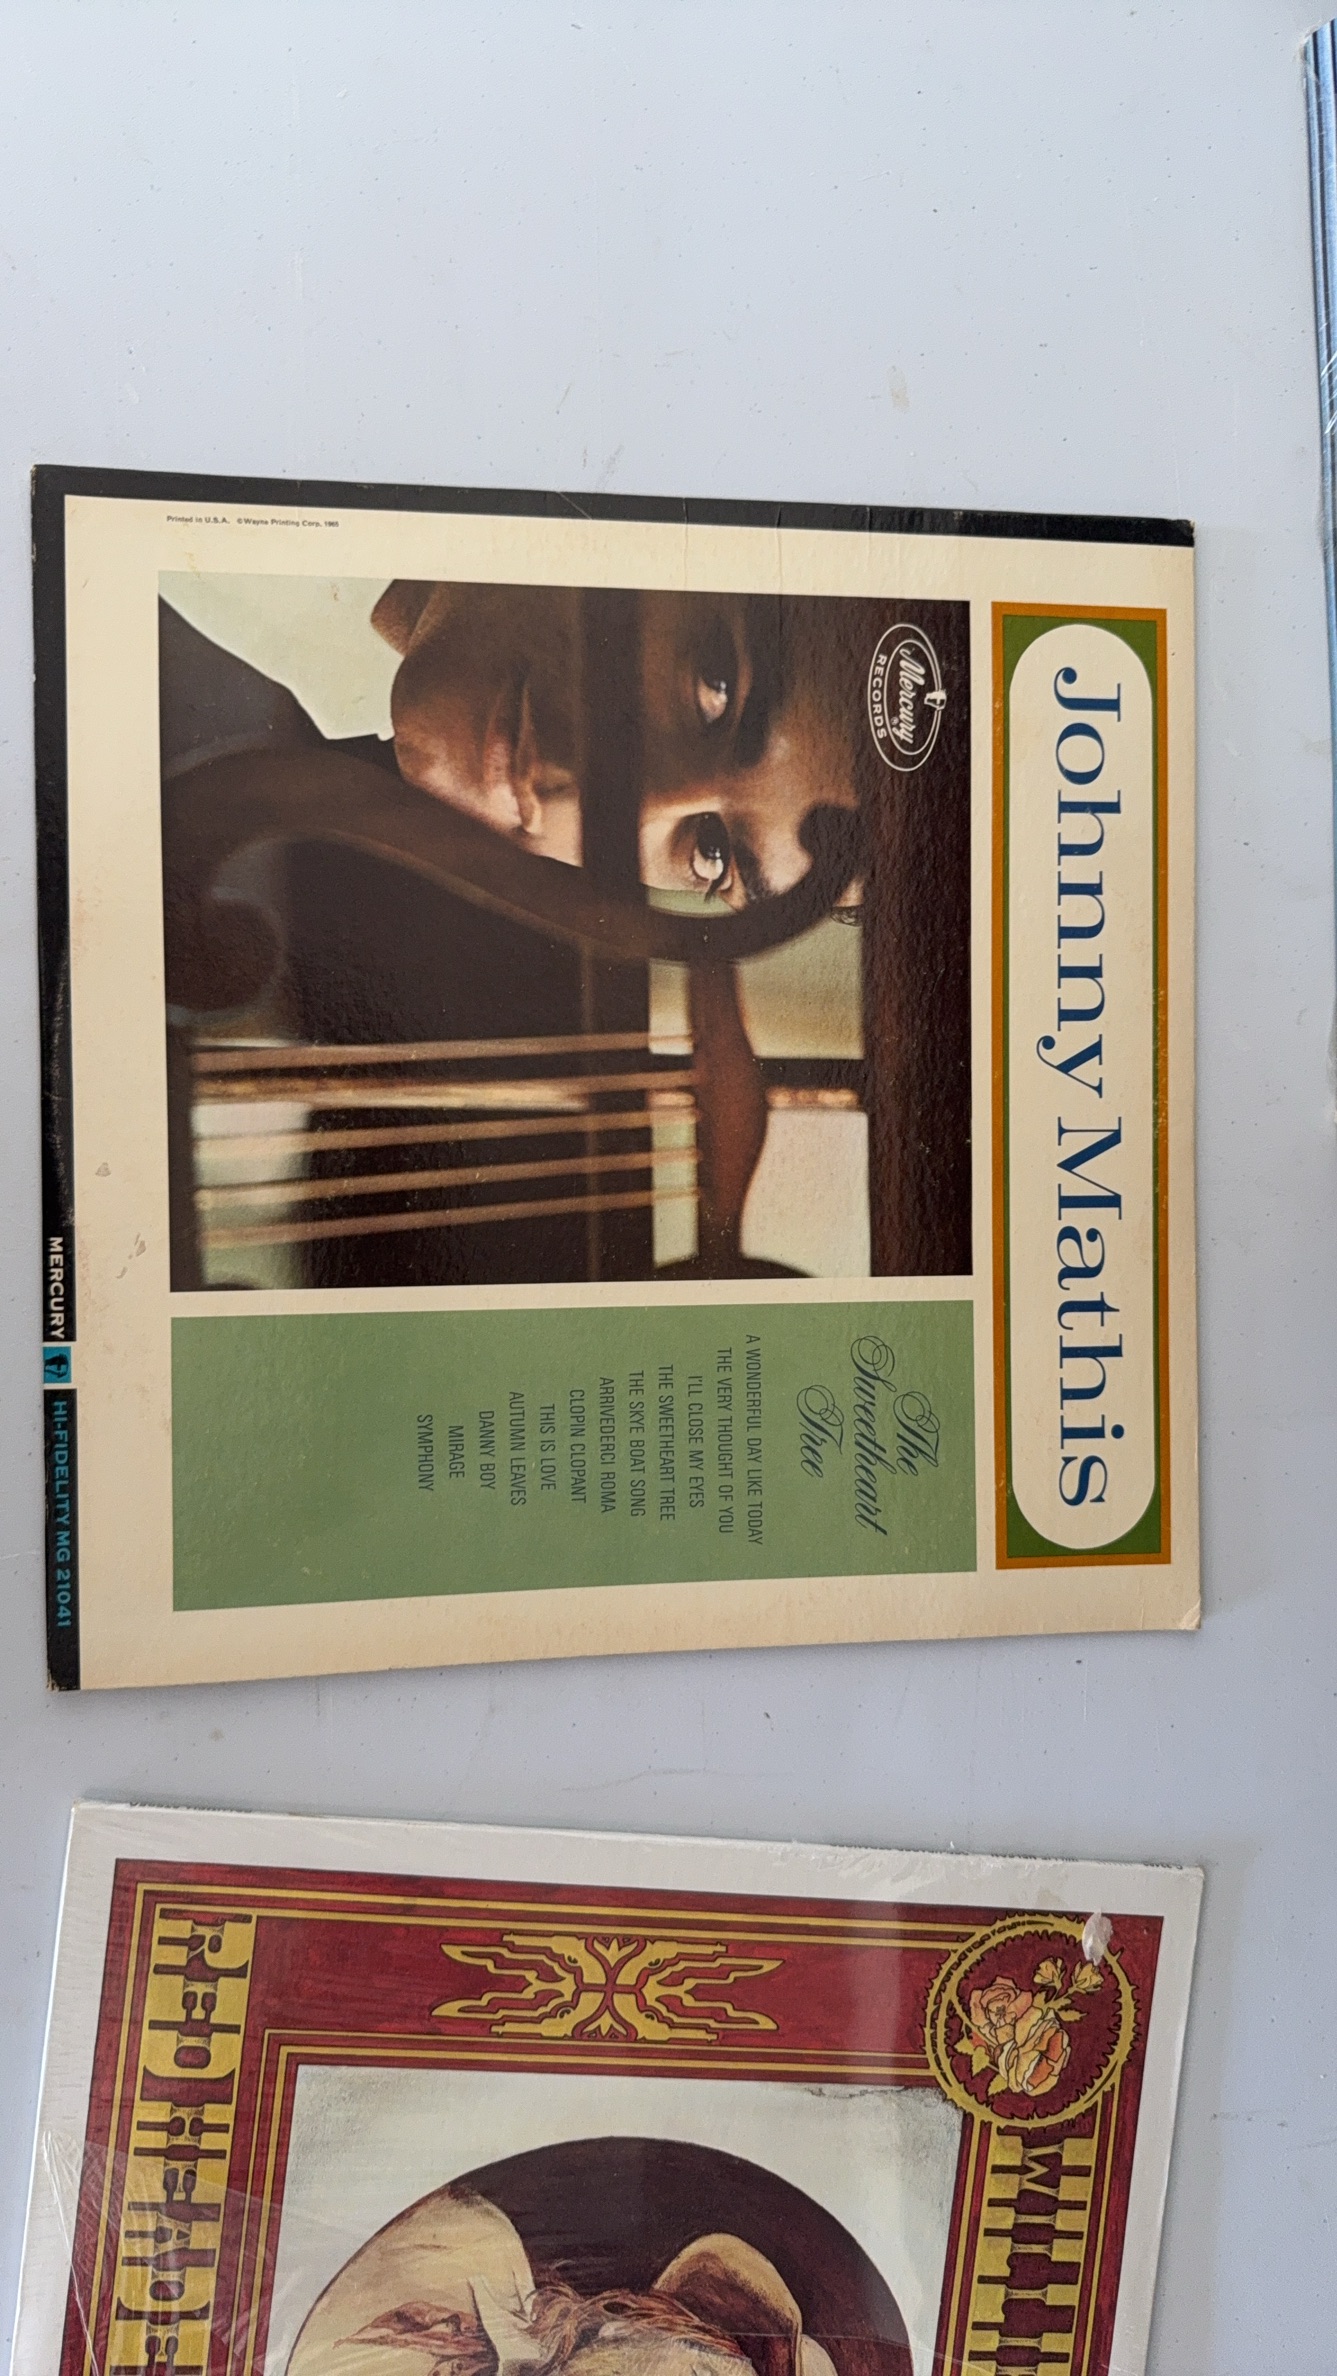 Johnny Mathis
Mercury
RECORDS
The
Sweetheart
Tree
A WONDERFUL DAY LIKE TODAY
THE VERY THOUGHT OF YOU
I'LL CLOSE MY EYES
THE SWEETHEART TREE
THE SKYE BOAT SONG
ARRIVEDERCI ROMA
CLOPIN CLOPANT
THIS IS LOVE
AUTUMN LEAVES
DANNY BOY
MIRAGE
SYMPHONY
Printed in U.S.A. © Wayne Printing Corp. 1965
MERCURY HI-FIDELITY MG 21041
RED HEADE